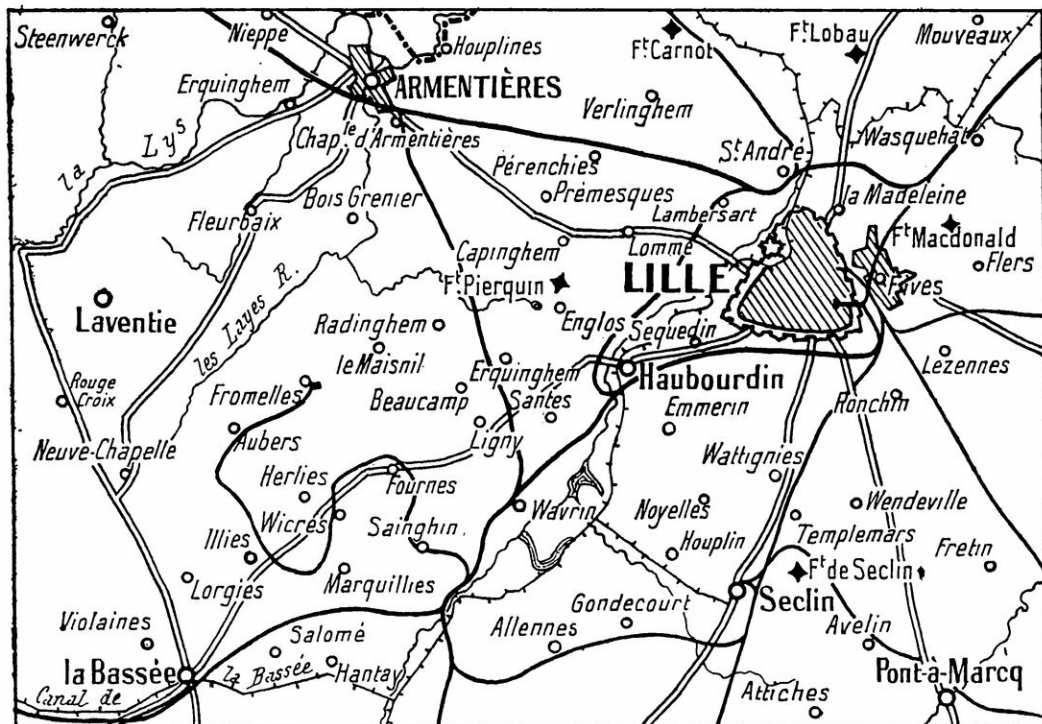 Steenwerck
Nieppe
Houplines
Ft Carnot
Ft Lobau
Mouveaux
ARMENTIÈRES
Erquinghem
Verlinghem
la Lys
Chaple d'Armentières
Wasquehal
St André
Pérenchies
Prémesques
la Madeleine
Lambersart
Bois Grenier
Fleurbaix
Lomme
Capinghem
Ft Macdonald
Flers
LILLE
Ft Pierquin
Fives
Laventie
les Layes R.
Radinghem
Englos
Sequedin
le Maisnil
Lezennes
Erquinghem
Haubourdin
Rouge
Croix
Fromelles
Beaucamp
Santes
Emmerin
Ronchin
Aubers
Ligny
Neuve-Chapelle
Herlies
Wattignies
Fournes
Wicres
Wavrin
Noyelles
Wendeville
Sainghin
Illies
Templemars
Houplin
Fretin
Lorgies
Marquillies
Ft de Seclin
Seclin
Gondecourt
Violaines
Allennes
Avelin
Salomé
la Bassée
Hantay
Pont-à-Marcq
Canal de la Bassée
Attiches